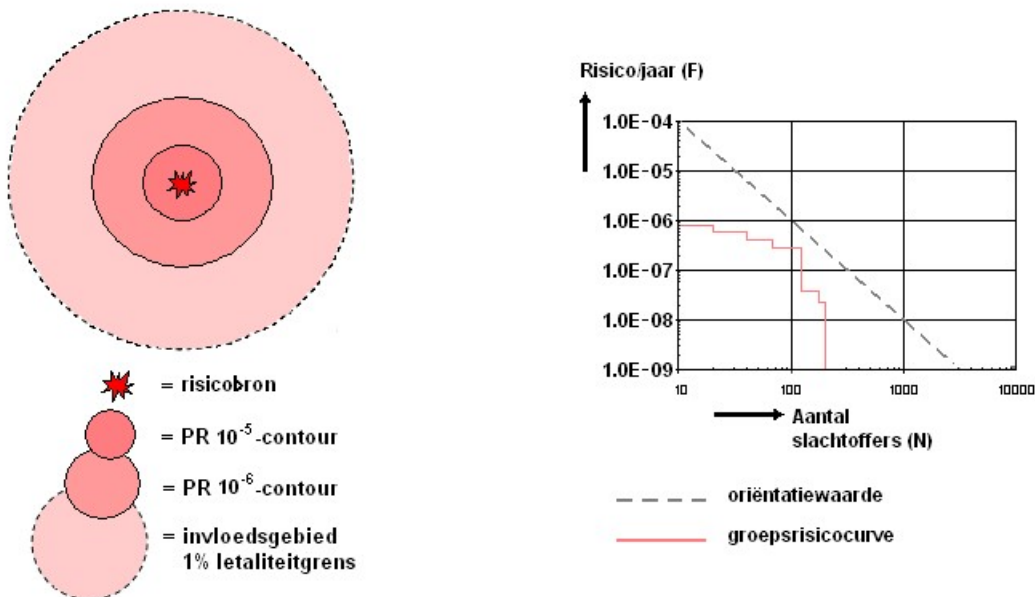 = risicobron
= PR 10^-5-contour
= PR 10^-6-contour
= invloedsgebied
1% letaliteitgrens
Risico/jaar (F)
1.0E-04
1.0E-05
1.0E-06
1.0E-07
1.0E-08
1.0E-09
10 100 1000 10000
Aantal
slachtoffers (N)
oriëntatiewaarde
groepsrisicocurve